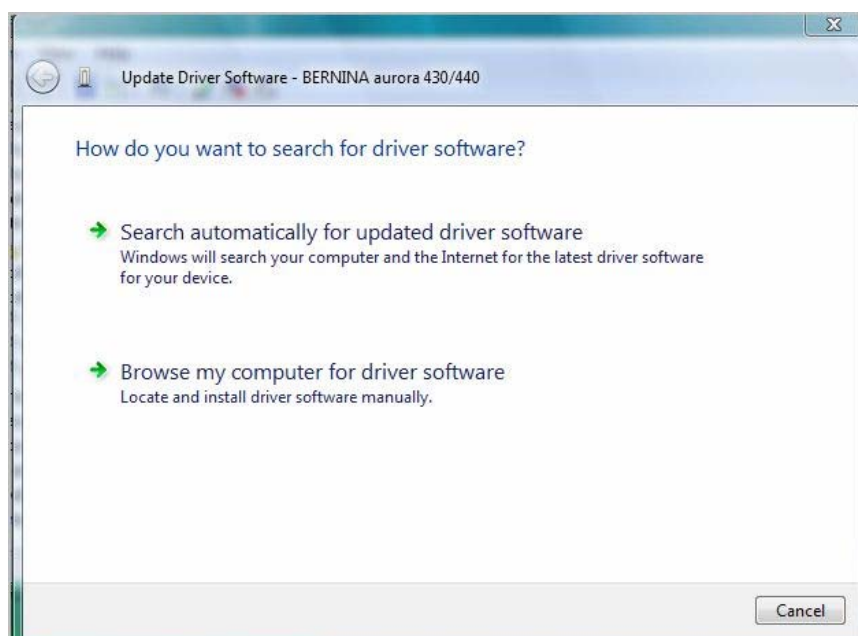 Update Driver Software - BERNINA aurora 430/440
How do you want to search for driver software?
Search automatically for updated driver software
Windows will search your computer and the Internet for the latest driver software
for your device.
Browse my computer for driver software
Locate and install driver software manually.
Cancel